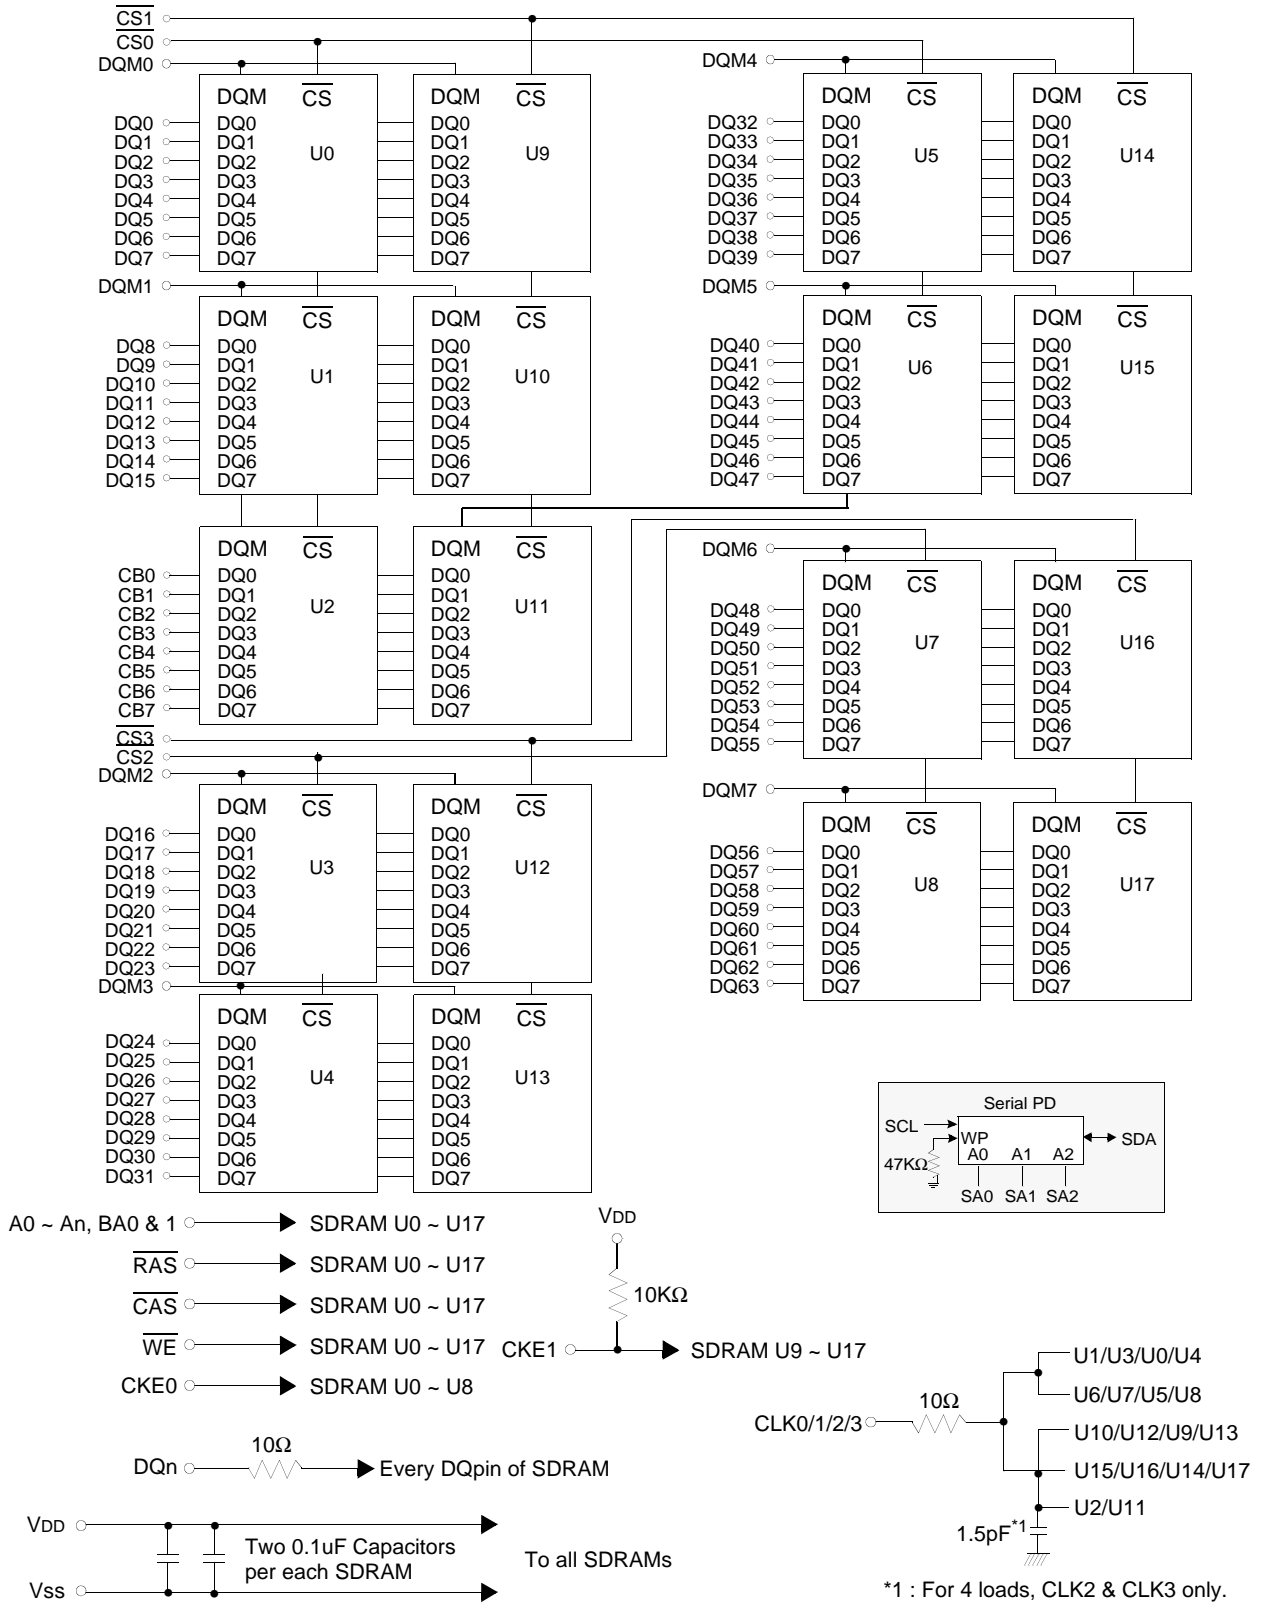 CS1
CS0
DQM0
DQM CS
DQ0 DQ0
DQ1 DQ1
DQ2 DQ2
DQ3 DQ3
DQ4 DQ4
DQ5 DQ5
DQ6 DQ6
DQ7 DQ7
U0
DQM CS
DQ0
DQ1
DQ2
DQ3
DQ4
DQ5
DQ6
DQ7
U9
DQM4
DQM CS
DQ32 DQ0
DQ33 DQ1
DQ34 DQ2
DQ35 DQ3
DQ36 DQ4
DQ37 DQ5
DQ38 DQ6
DQ39 DQ7
U5
DQM CS
DQ0
DQ1
DQ2
DQ3
DQ4
DQ5
DQ6
DQ7
U14
DQM1
DQM CS
DQ8 DQ0
DQ9 DQ1
DQ10 DQ2
DQ11 DQ3
DQ12 DQ4
DQ13 DQ5
DQ14 DQ6
DQ15 DQ7
U1
DQM CS
DQ0
DQ1
DQ2
DQ3
DQ4
DQ5
DQ6
DQ7
U10
DQM5
DQM CS
DQ40 DQ0
DQ41 DQ1
DQ42 DQ2
DQ43 DQ3
DQ44 DQ4
DQ45 DQ5
DQ46 DQ6
DQ47 DQ7
U6
DQM CS
DQ0
DQ1
DQ2
DQ3
DQ4
DQ5
DQ6
DQ7
U15
DQM CS
CB0 DQ0
CB1 DQ1
CB2 DQ2
CB3 DQ3
CB4 DQ4
CB5 DQ5
CB6 DQ6
CB7 DQ7
U2
DQM CS
DQ0
DQ1
DQ2
DQ3
DQ4
DQ5
DQ6
DQ7
U11
DQM6
DQM CS
DQ48 DQ0
DQ49 DQ1
DQ50 DQ2
DQ51 DQ3
DQ52 DQ4
DQ53 DQ5
DQ54 DQ6
DQ55 DQ7
U7
DQM CS
DQ0
DQ1
DQ2
DQ3
DQ4
DQ5
DQ6
DQ7
U16
CS3
CS2
DQM2
DQM CS
DQ16 DQ0
DQ17 DQ1
DQ18 DQ2
DQ19 DQ3
DQ20 DQ4
DQ21 DQ5
DQ22 DQ6
DQ23 DQ7
U3
DQM CS
DQ0
DQ1
DQ2
DQ3
DQ4
DQ5
DQ6
DQ7
U12
DQM7
DQM CS
DQ56 DQ0
DQ57 DQ1
DQ58 DQ2
DQ59 DQ3
DQ60 DQ4
DQ61 DQ5
DQ62 DQ6
DQ63 DQ7
U8
DQM CS
DQ0
DQ1
DQ2
DQ3
DQ4
DQ5
DQ6
DQ7
U17
DQM3
DQM CS
DQ24 DQ0
DQ25 DQ1
DQ26 DQ2
DQ27 DQ3
DQ28 DQ4
DQ29 DQ5
DQ30 DQ6
DQ31 DQ7
U4
DQM CS
DQ0
DQ1
DQ2
DQ3
DQ4
DQ5
DQ6
DQ7
U13
Serial PD
SCL
WP
SDA
A0 A1 A2
47KΩ
SA0 SA1 SA2
A0 ~ An, BA0 & 1 SDRAM U0 ~ U17
RAS SDRAM U0 ~ U17
CAS SDRAM U0 ~ U17
WE SDRAM U0 ~ U17
CKE0 SDRAM U0 ~ U8
VDD
10KΩ
CKE1 SDRAM U9 ~ U17
10Ω
DQn Every DQpin of SDRAM
CLK0/1/2/3
10Ω
U1/U3/U0/U4
U6/U7/U5/U8
U10/U12/U9/U13
U15/U16/U14/U17
U2/U11
1.5pF*1
VDD
Two 0.1uF Capacitors
per each SDRAM
To all SDRAMs
Vss
*1 : For 4 loads, CLK2 & CLK3 only.